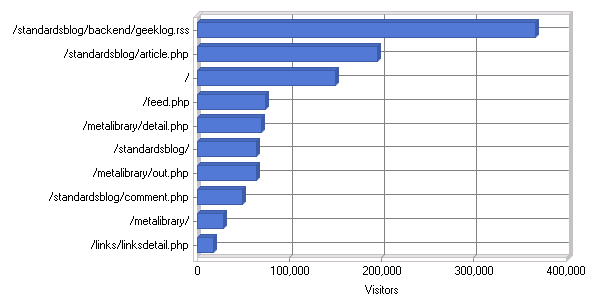 /standardsblog/backend/geeklog.rss
/standardsblog/article.php
/
/feed.php
/metalibrary/detail.php
/standardsblog/
/metalibrary/out.php
/standardsblog/comment.php
/metalibrary/
/links/linksdetail.php
0 100,000 200,000 300,000 400,000
Visitors